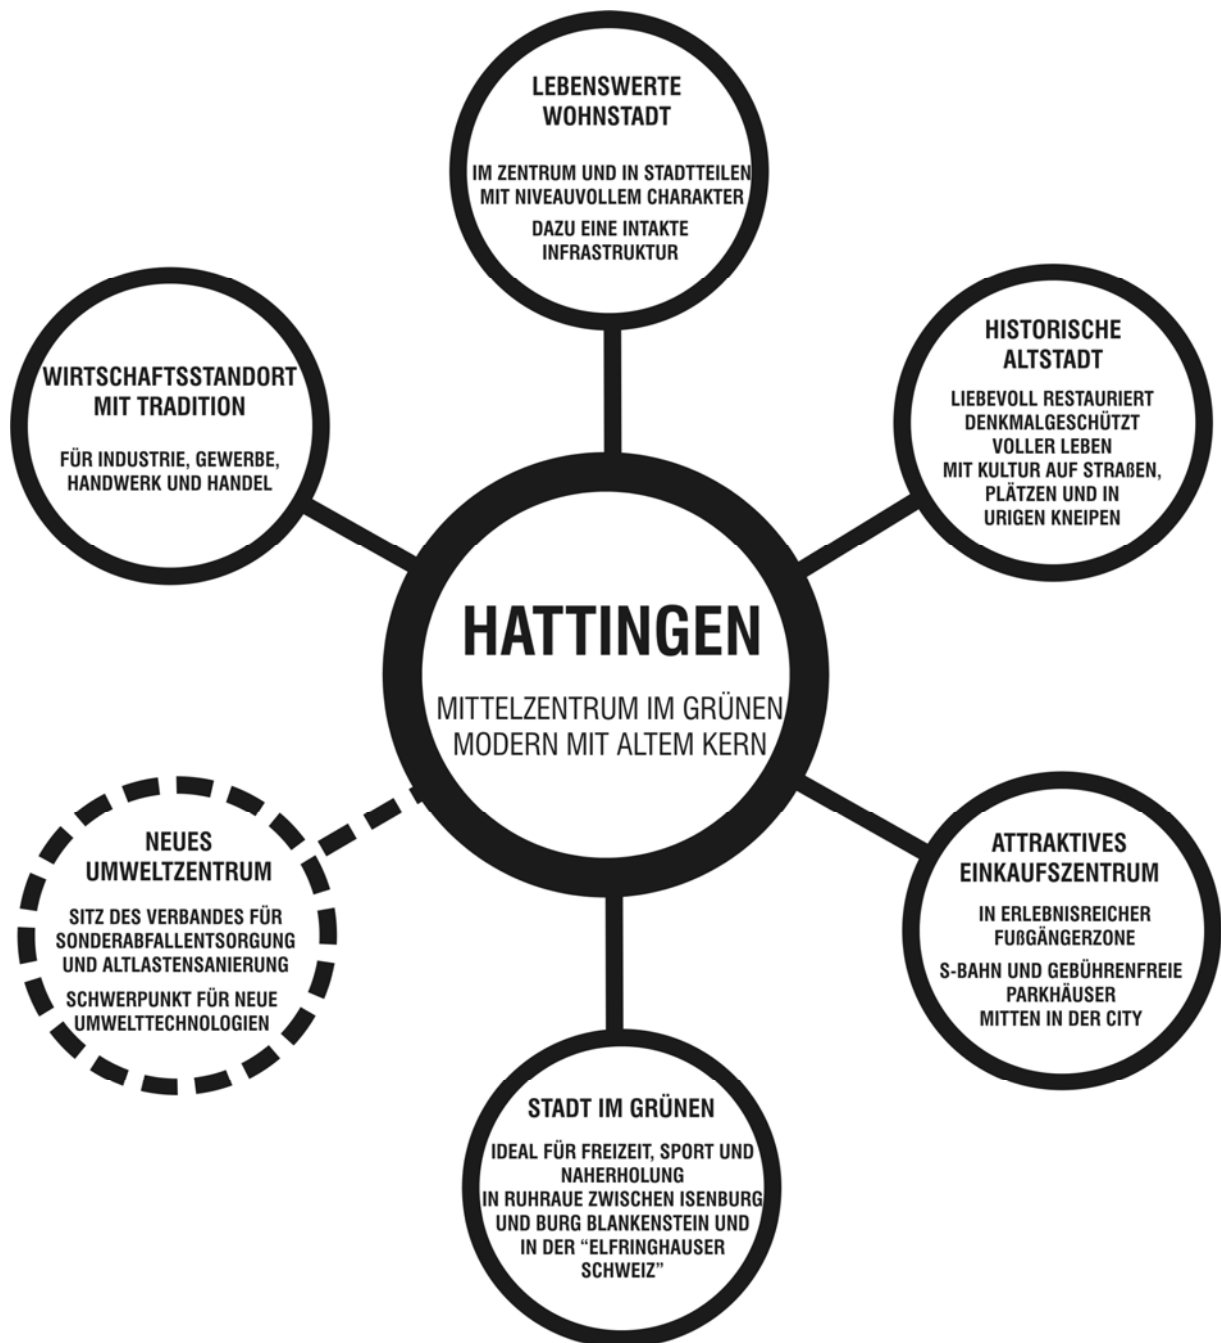 LEBENSWERTE
WOHNSTADT
IM ZENTRUM UND IN STADTTEILEN
MIT NIVEAUVOLLEM CHARAKTER
DAZU EINE INTAKTE
INFRASTRUKTUR
HISTORISCHE
ALTSTADT
LIEBEVOLL RESTAURIERT
DENKMALGESCHÜTZT
VOLLER LEBEN
MIT KULTUR AUF STRAßEN,
PLÄTZEN UND IN
URIGEN KNEIPEN
WIRTSCHAFTSSTANDORT
MIT TRADITION
FÜR INDUSTRIE, GEWERBE,
HANDWERK UND HANDEL
HATTINGEN
MITTELZENTRUM IM GRÜNEN
MODERN MIT ALTEM KERN
NEUES
UMWELTZENTRUM
SITZ DES VERBANDES FÜR
SONDERABFALLENTSORGUNG
UND ALTLASTENSANIERUNG
SCHWERPUNKT FÜR NEUE
UMWELTTECHNOLOGIEN
ATTRAKTIVES
EINKAUFSZENTRUM
IN ERLEBNISREICHER
FUßGÄNGERZONE
S-BAHN UND GEBÜHRENFREIE
PARKHÄUSER
MITTEN IN DER CITY
STADT IM GRÜNEN
IDEAL FÜR FREIZEIT, SPORT UND
NAHERHOLUNG
IN RUHRAUE ZWISCHEN ISENBURG
UND BURG BLANKENSTEIN UND
IN DER “ELFRINGHAUSER
SCHWEIZ”